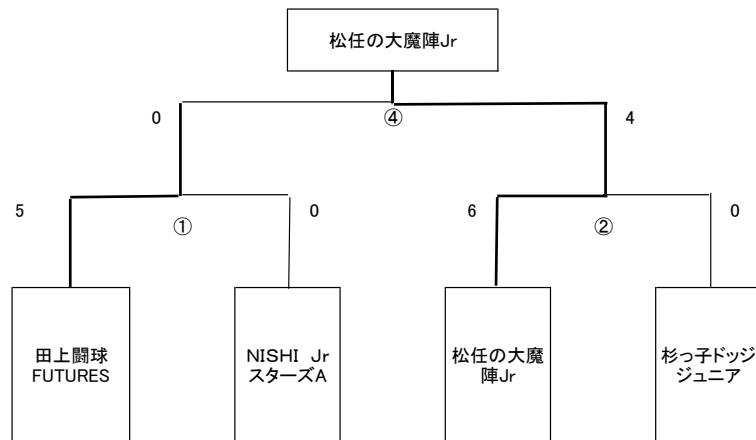 松任の大魔陣Jr
0
④
4
5
①
0
6
②
0
田上闘球
FUTURES
NISHI Jr
スターズA
松任の大魔
陣Jr
杉っ子ドッジ
ジュニア